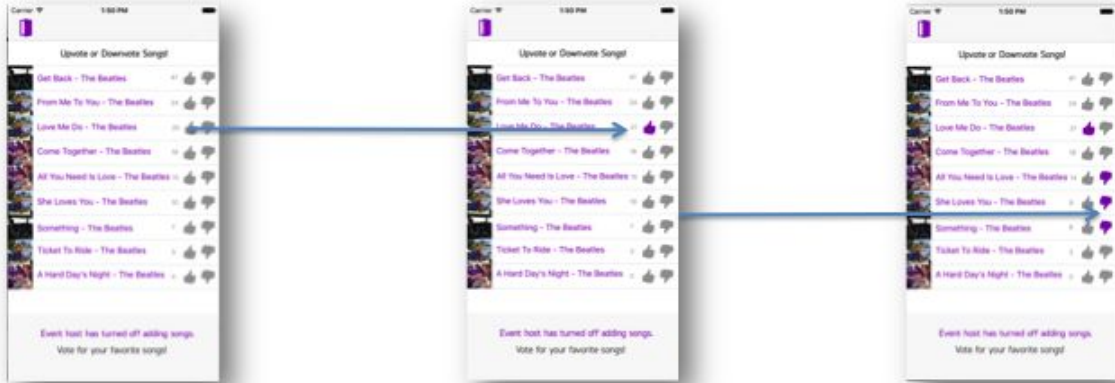 Carrier 1:50 PM
Upvote or Downvote Songs!
Get Back - The Beatles
From Me To You - The Beatles
Love Me Do - The Beatles
Come Together - The Beatles
All You Need Is Love - The Beatles
She Loves You - The Beatles
Something - The Beatles
Ticket To Ride - The Beatles
A Hard Day's Night - The Beatles
Event host has turned off adding songs.
Vote for your favorite songs!
Carrier 1:50 PM
Upvote or Downvote Songs!
Get Back - The Beatles
From Me To You - The Beatles
Love Me Do - The Beatles
Come Together - The Beatles
All You Need Is Love - The Beatles
She Loves You - The Beatles
Something - The Beatles
Ticket To Ride - The Beatles
A Hard Day's Night - The Beatles
Event host has turned off adding songs.
Vote for your favorite songs!
Carrier 1:50 PM
Upvote or Downvote Songs!
Get Back - The Beatles
From Me To You - The Beatles
Love Me Do - The Beatles
Come Together - The Beatles
All You Need Is Love - The Beatles
She Loves You - The Beatles
Something - The Beatles
Ticket To Ride - The Beatles
A Hard Day's Night - The Beatles
Event host has turned off adding songs.
Vote for your favorite songs!